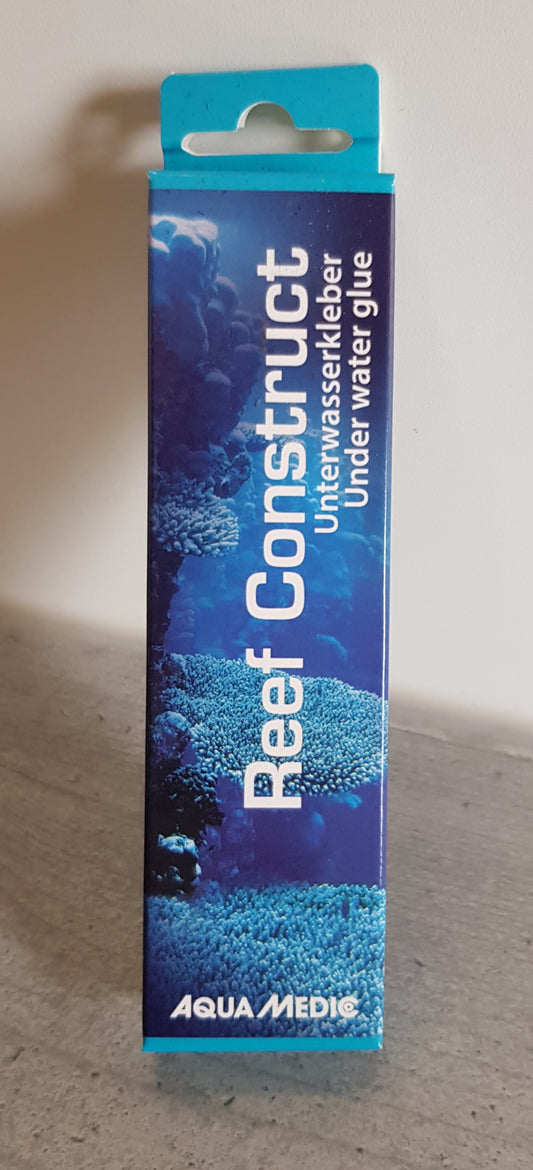 Reef Construct
Unterwasserkleber
Under water glue
AQUA MEDIC